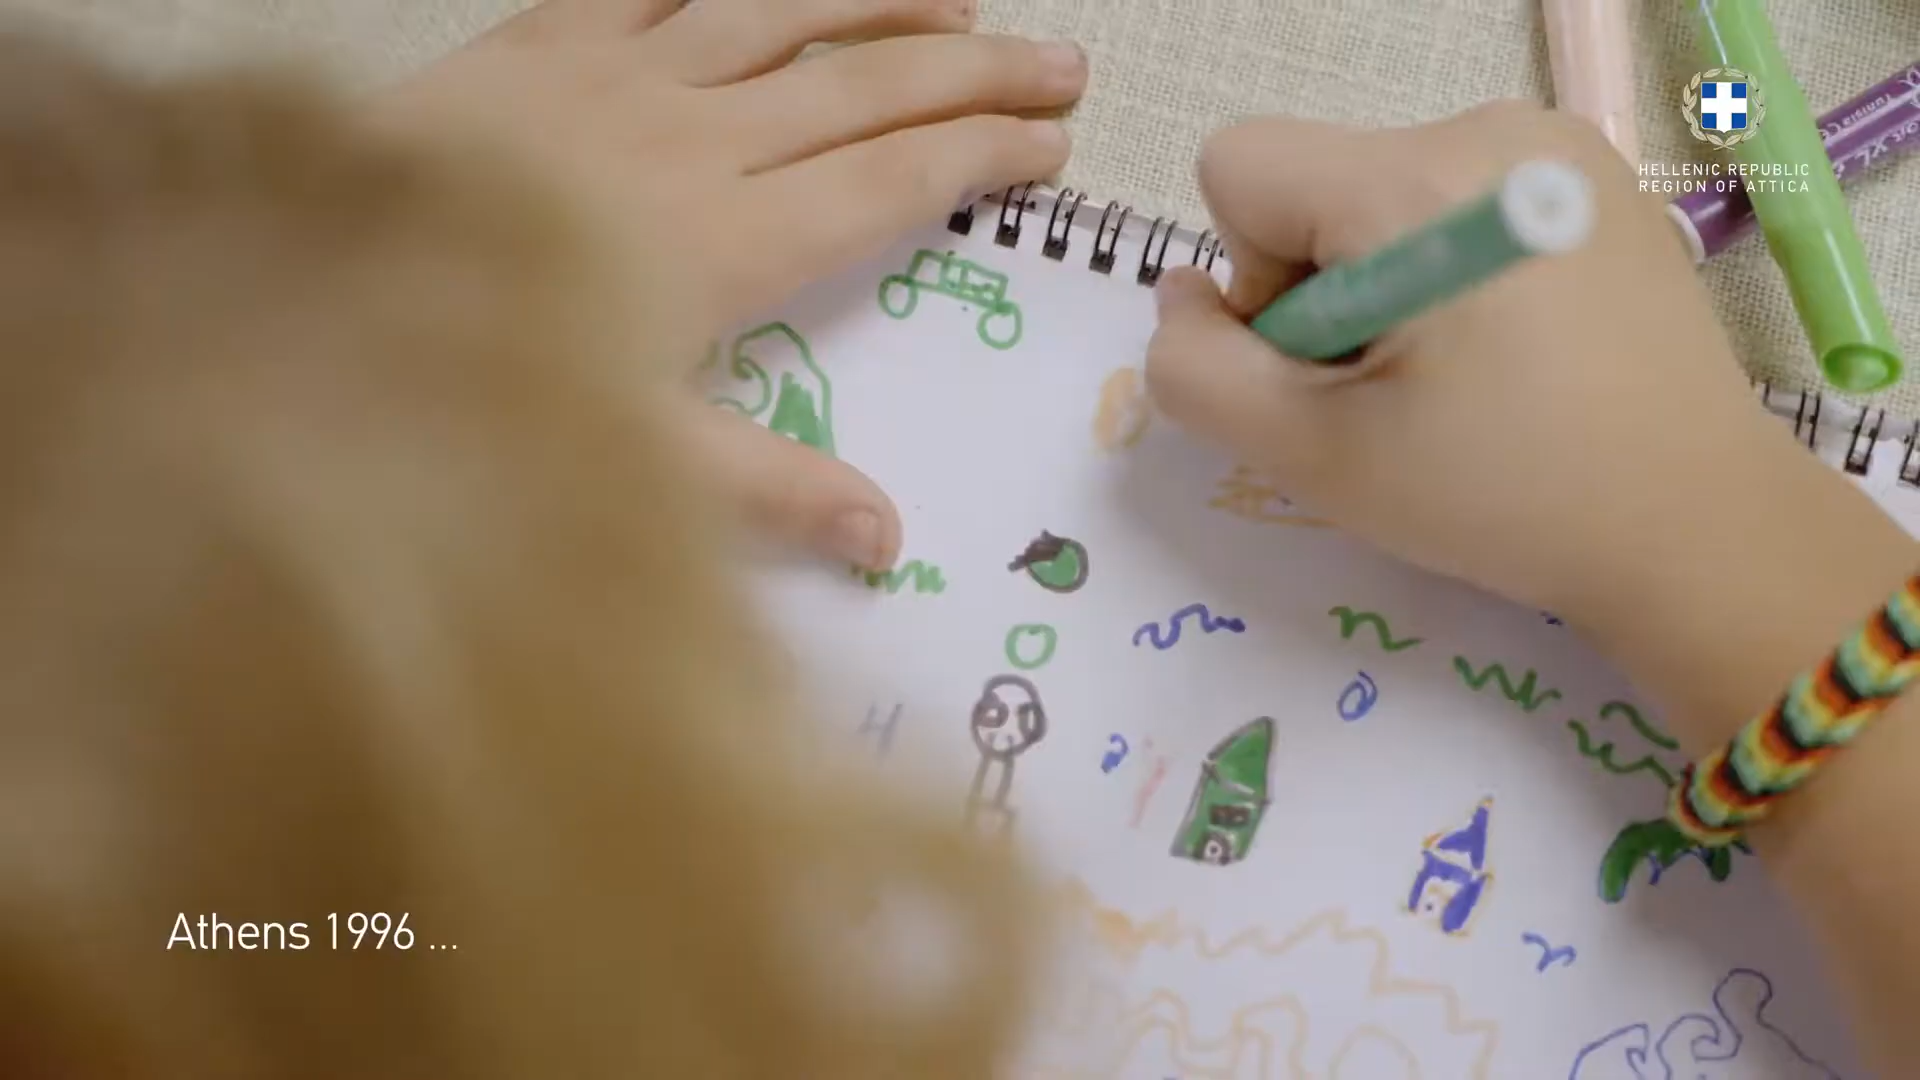 HELLENIC REPUBLIC
REGION OF ATTICA
Athens 1996 ...